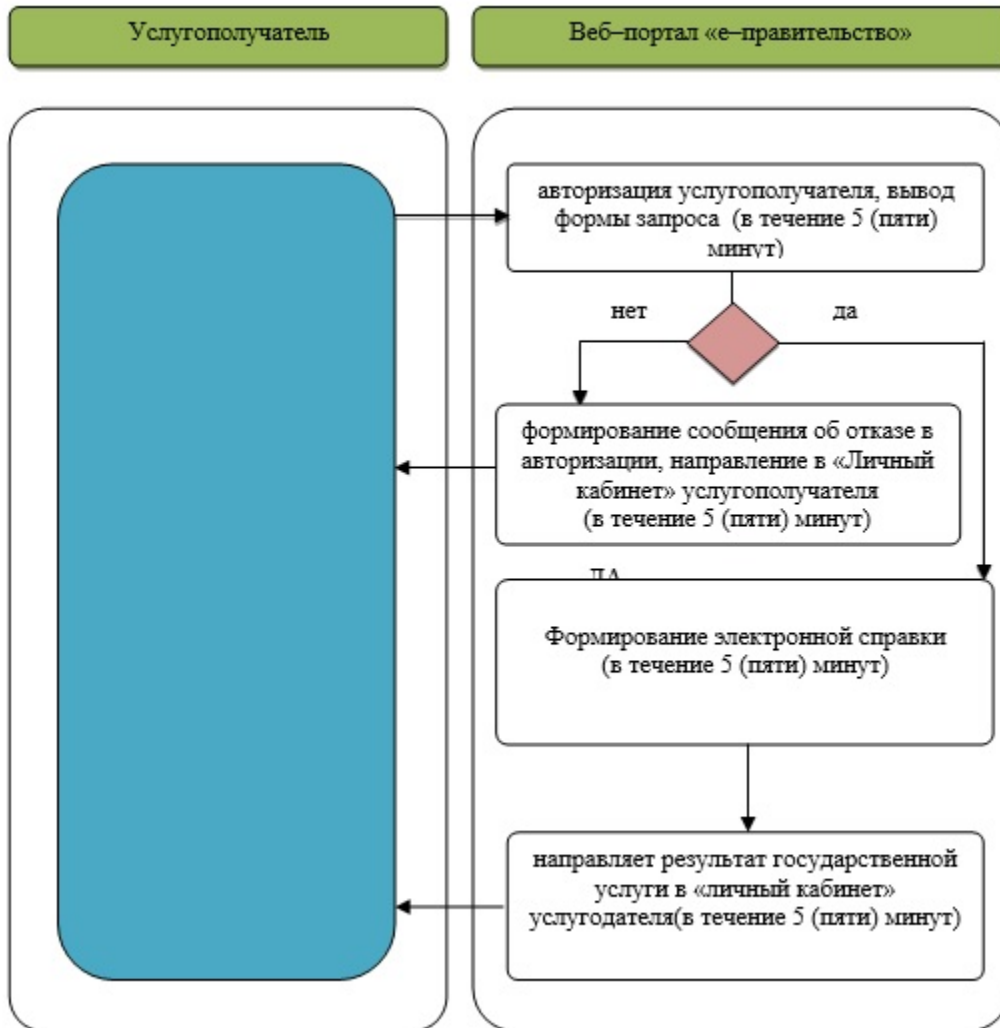 Услугополучатель
Веб–портал «е–правительство»
авторизация услугополучателя, вывод
формы запроса (в течение 5 (пяти)
минут)
нет
да
формирование сообщения об отказе в
авторизации, направление в «Личный
кабинет» услугополучателя
(в течение 5 (пяти) минут)
ДА
Формирование электронной справки
(в течение 5 (пяти) минут)
направляет результат государственной
услуги в «личный кабинет»
услугодателя(в течение 5 (пяти) минут)